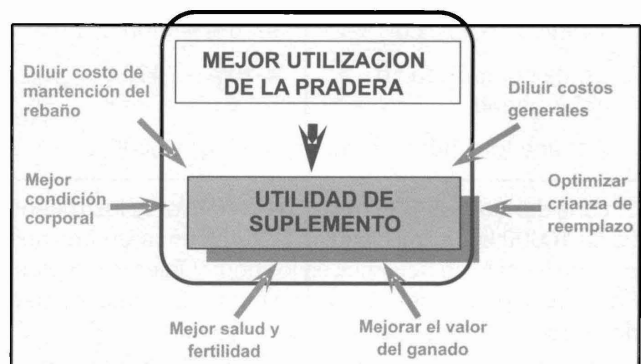 MEJOR UTILIZACION
DE LA PRADERA
Diluir costo de
mantención del
rebaño
Diluir costos
generales
Mejor
condición
corporal
UTILIDAD DE
SUPLEMENTO
Optimizar
crianza de
reemplazo
Mejor salud y
fertilidad
Mejorar el valor
del ganado